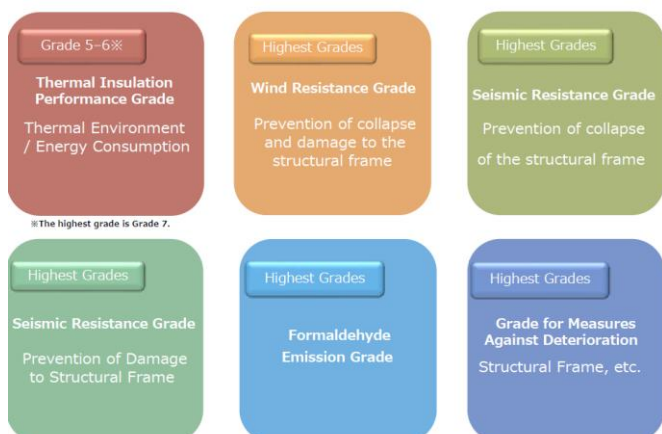 Grade 5–6※
Thermal Insulation
Performance Grade
Thermal Environment
/ Energy Consumption
※The highest grade is Grade 7.
Highest Grades
Wind Resistance Grade
Prevention of collapse
and damage to the
structural frame
Highest Grades
Seismic Resistance Grade
Prevention of collapse
of the structural frame
Highest Grades
Seismic Resistance Grade
Prevention of Damage
to Structural Frame
Highest Grades
Formaldehyde
Emission Grade
Highest Grades
Grade for Measures
Against Deterioration
Structural Frame, etc.